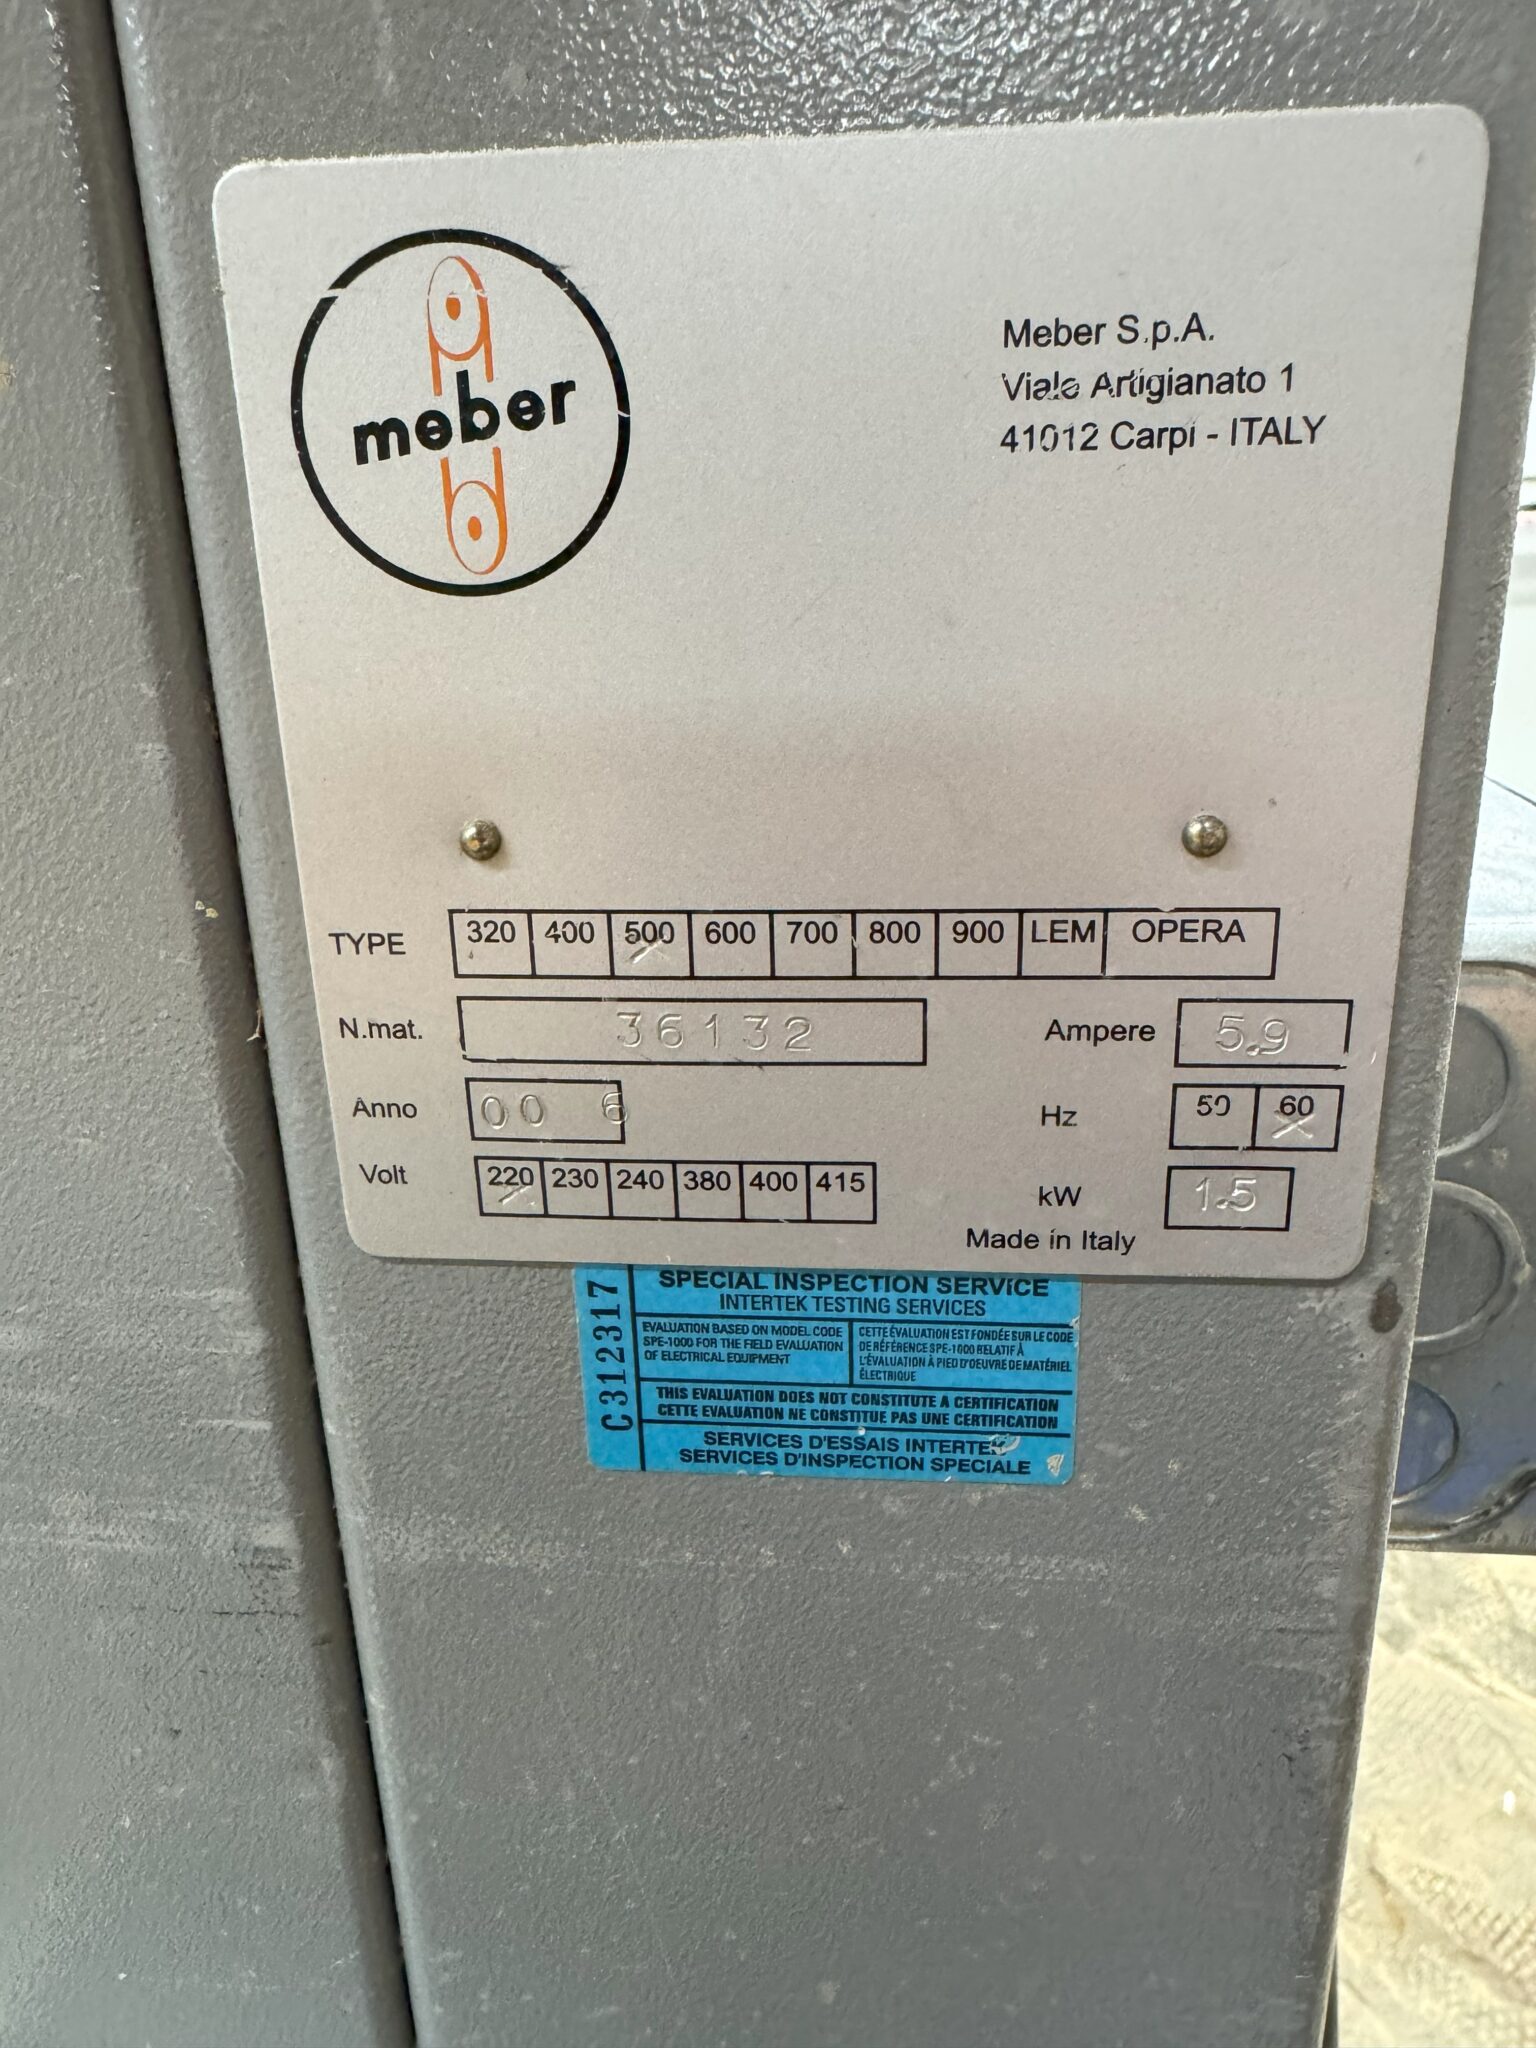 meber
Meber S.p.A.
Viale Artigianato 1
41012 Carpi - ITALY
TYPE 320 400 500 600 700 800 900 LEM OPERA
N.mat. 36132 Ampere 5.9
Anno 00 6 Hz 50 60
Volt 220 230 240 380 400 415 kW 1.5
Made in Italy
C312317
SPECIAL INSPECTION SERVICE
INTERTEK TESTING SERVICES
EVALUATION BASED ON MODEL CODE
SPE-1000 FOR THE FIELD EVALUATION
OF ELECTRICAL EQUIPMENT
CETTE ÉVALUATION EST FONDÉE SUR LE CODE
DE RÉFÉRENCE SPE-1000 RELATIF À
L'ÉVALUATION À PIED D'OEUVRE DE MATÉRIEL
ÉLECTRIQUE
THIS EVALUATION DOES NOT CONSTITUTE A CERTIFICATION
CETTE EVALUATION NE CONSTITUE PAS UNE CERTIFICATION
SERVICES D'ESSAIS INTERTEK
SERVICES D'INSPECTION SPECIALE